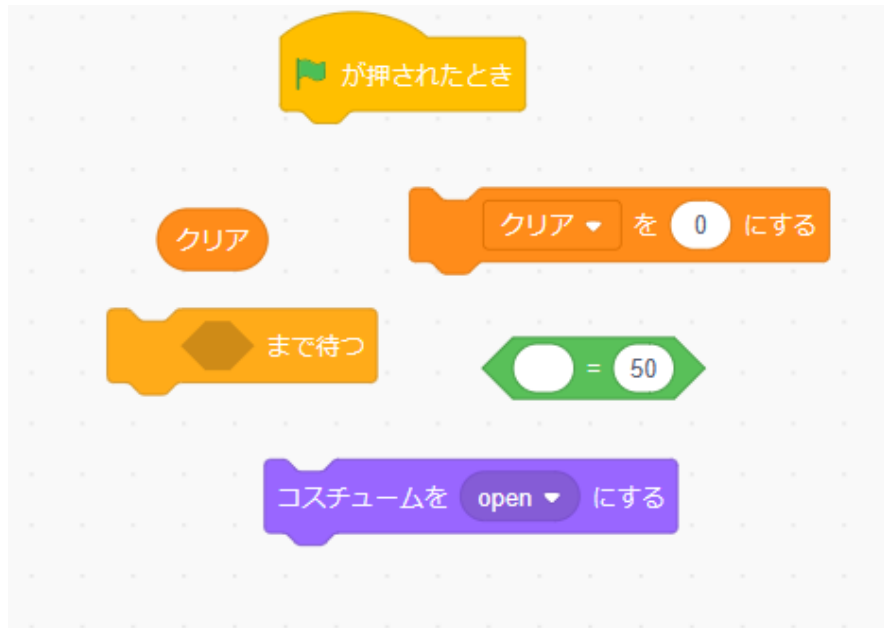 が押されたとき
クリア
クリア を 0 にする
まで待つ
= 50
コスチュームを open にする